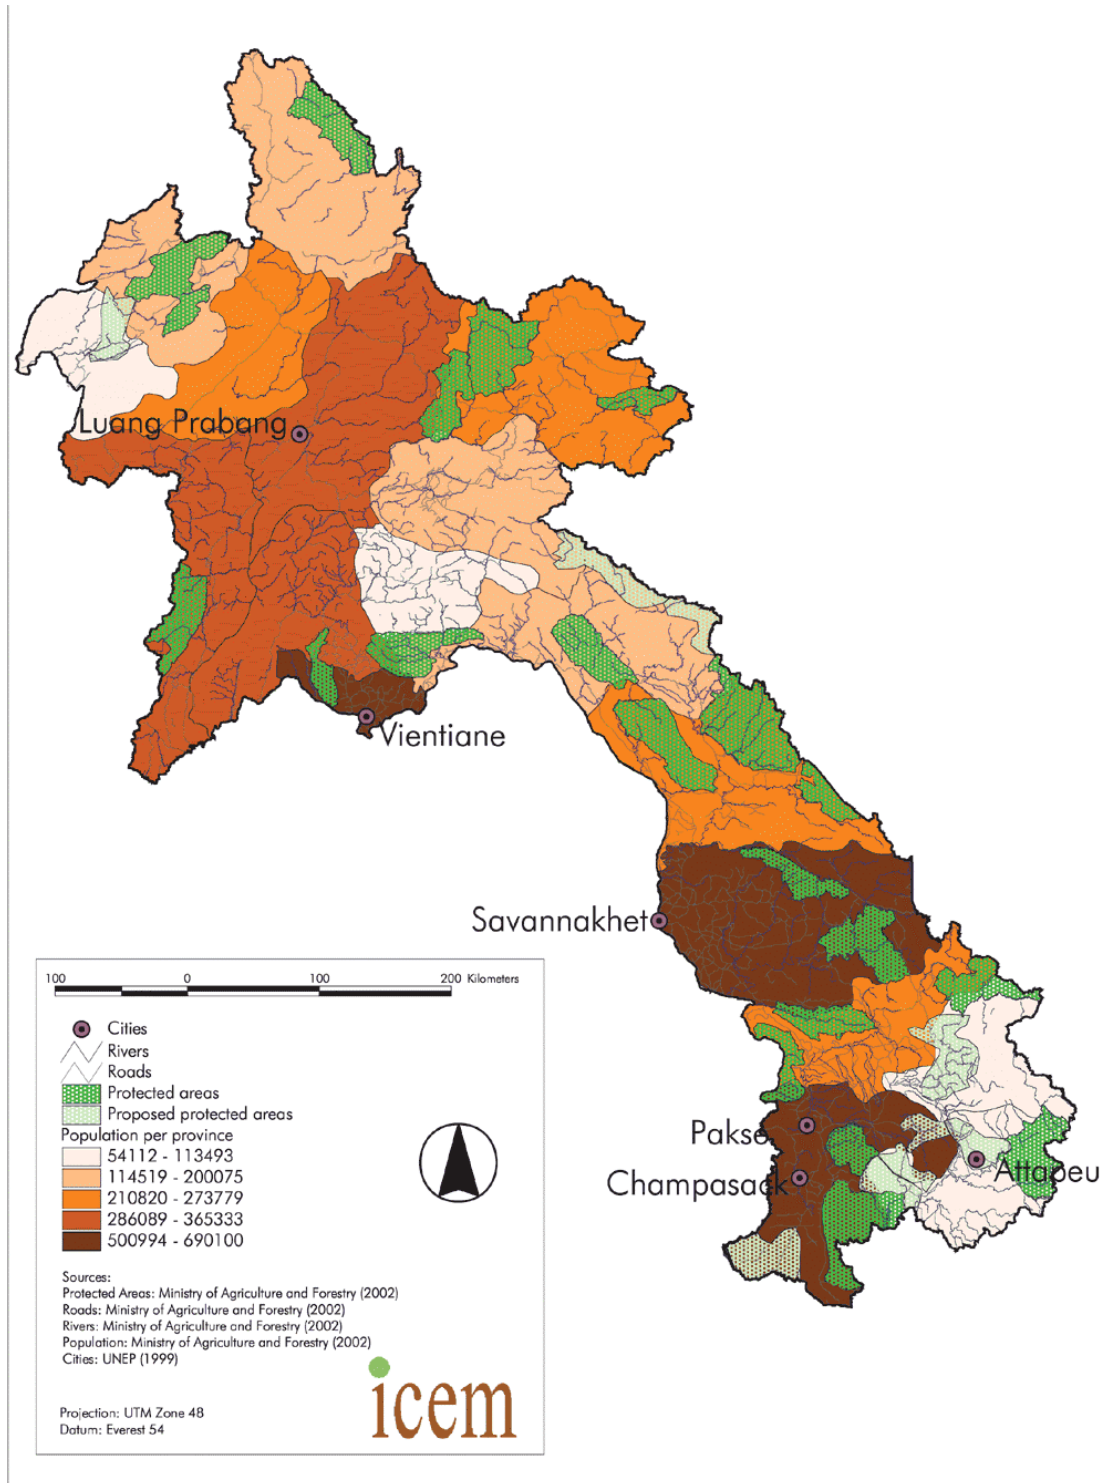 Luang Prabang
Vientiane
Savannakhet
Pakse
Champasack
Attapeu
100 0 100 200 Kilometers
Cities
Rivers
Roads
Protected areas
Proposed protected areas
Population per province
54112 - 113493
114519 - 200075
210820 - 273779
286089 - 365333
500994 - 690100
Sources:
Protected Areas: Ministry of Agriculture and Forestry (2002)
Roads: Ministry of Agriculture and Forestry (2002)
Rivers: Ministry of Agriculture and Forestry (2002)
Population: Ministry of Agriculture and Forestry (2002)
Cities: UNEP (1999)
icem
Projection: UTM Zone 48
Datum: Everest 54